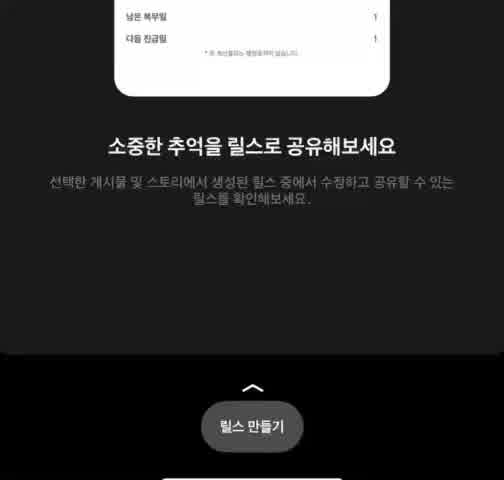 남은 복무일 1
다음 진급일 1
소중한 추억을 릴스로 공유해보세요
선택한 게시물 및 스토리에서 생성된 릴스 중에서 수정하고 공유할 수 있는
릴스를 확인해보세요.
릴스 만들기